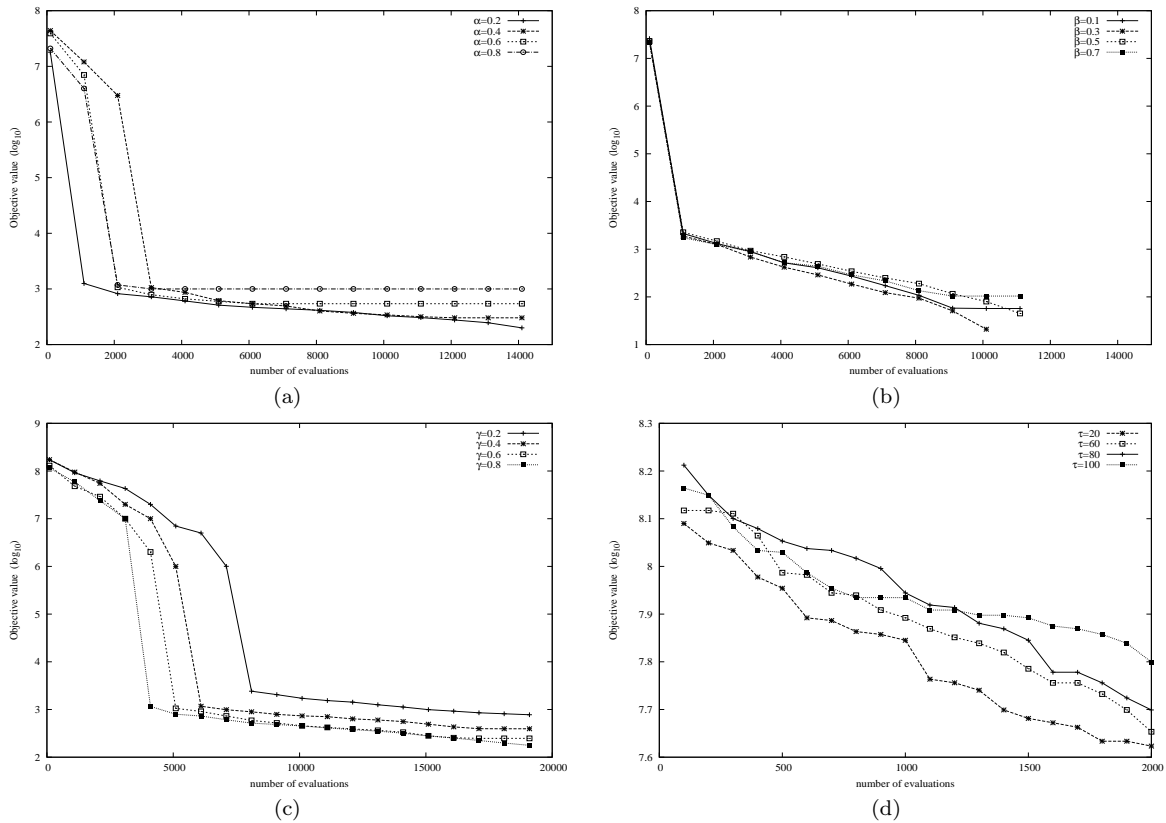 8
7
6
5
4
3
2
0 2000 4000 6000 8000 10000 12000 14000
Objective value (log10)
number of evaluations
α=0.2
α=0.4
α=0.6
α=0.8
(a)
8
7
6
5
4
3
2
1
0 2000 4000 6000 8000 10000 12000 14000
Objective value (log10)
number of evaluations
β=0.1
β=0.3
β=0.5
β=0.7
(b)
9
8
7
6
5
4
3
2
0 5000 10000 15000 20000
Objective value (log10)
number of evaluations
γ=0.2
γ=0.4
γ=0.6
γ=0.8
(c)
8.3
8.2
8.1
8
7.9
7.8
7.7
7.6
0 500 1000 1500 2000
Objective value (log10)
number of evaluations
τ=20
τ=60
τ=80
τ=100
(d)